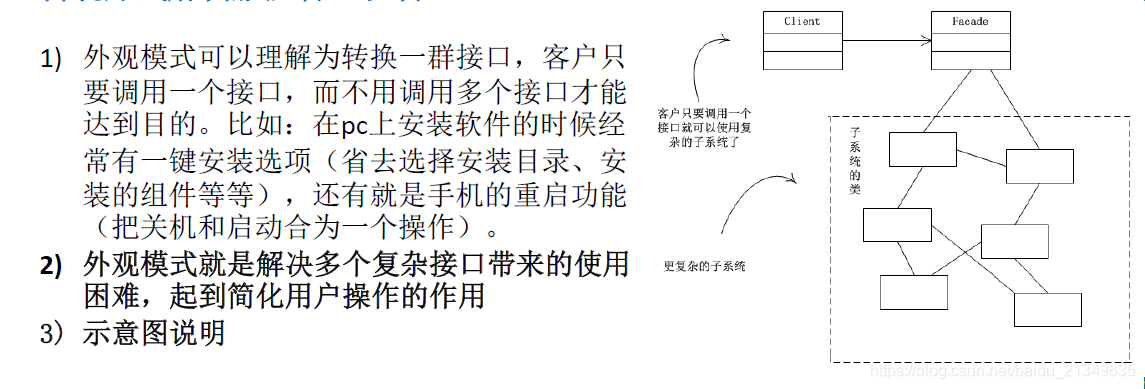 1) 外观模式可以理解为转换一群接口，客户只
要调用一个接口，而不用调用多个接口才能
达到目的。比如：在pc上安装软件的时候经
常有一键安装选项（省去选择安装目录、安
装的组件等等），还有就是手机的重启功能
（把关机和启动合为一个操作）。
2) 外观模式就是解决多个复杂接口带来的使用
困难，起到简化用户操作的作用
3) 示意图说明
Client
Facade
客户只要调用一个
接口就可以使用复
杂的子系统了
子系统的类
更复杂的子系统
https://blog.csdn.net/baidu_21349635